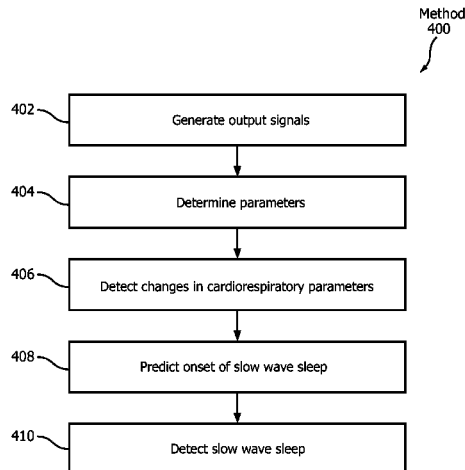 Method
400
402
Generate output signals
404
Determine parameters
406
Detect changes in cardiorespiratory parameters
408
Predict onset of slow wave sleep
410
Detect slow wave sleep